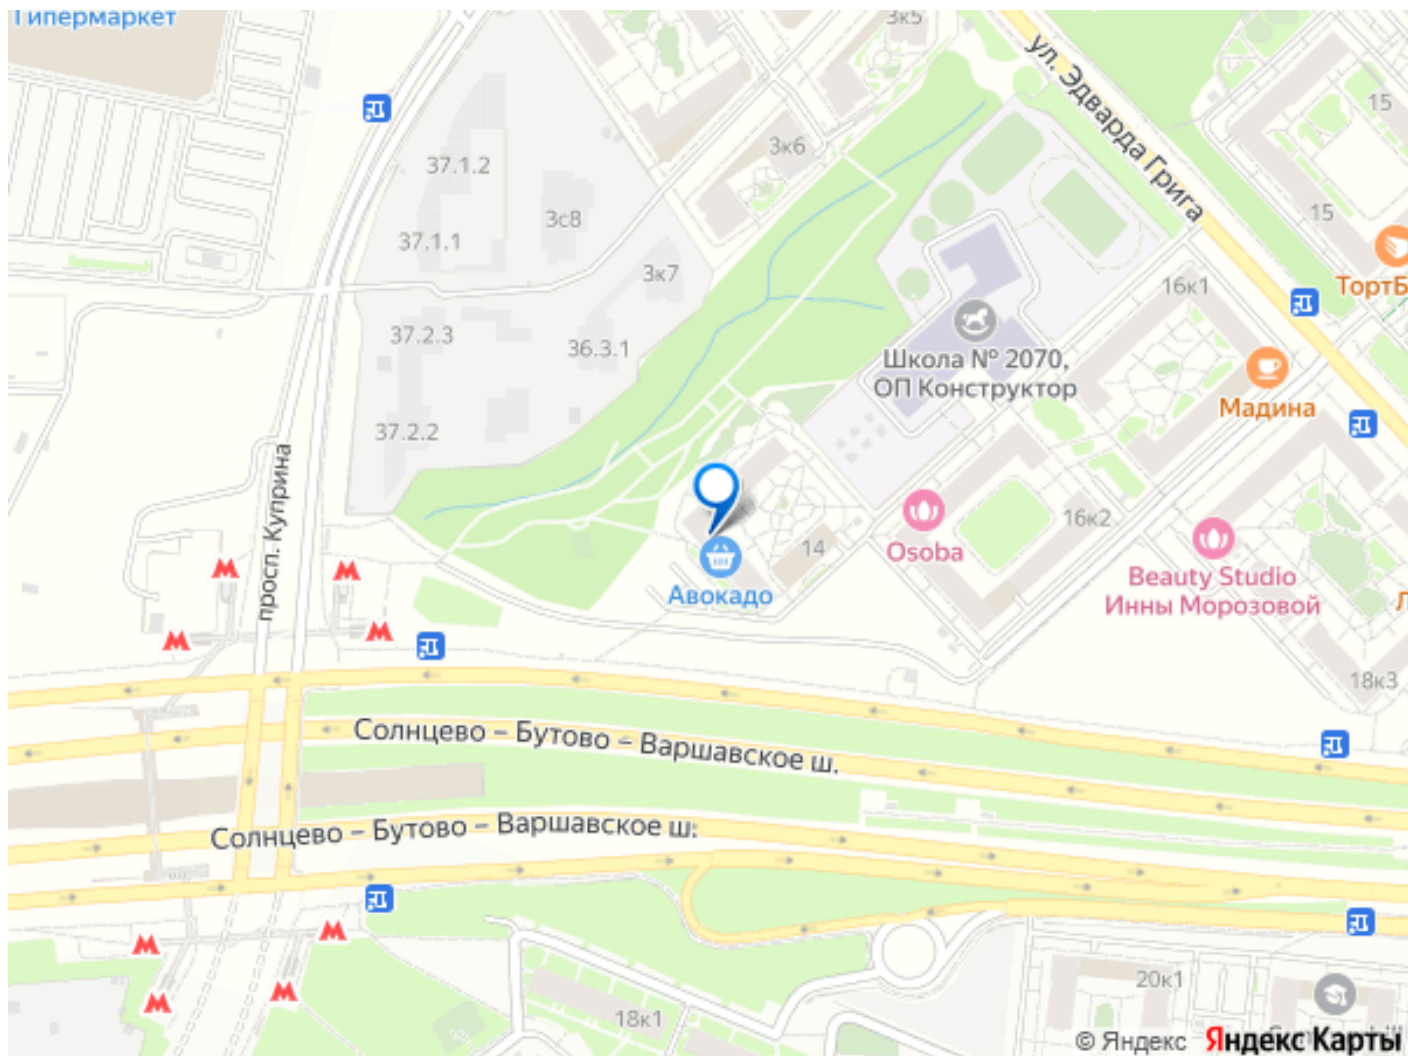 Гипермаркет
3к5
ул. Эдварда Грига
15
3к6
37.1.2
15
3с8
37.1.1
3к7
16к1
ТортБ
37.2.3
36.3.1
Школа № 2070,
ОП Конструктор
Мадина
37.2.2
просп. Куприна
16к2
14
Osoba
Авокадо
Beauty Studio
Инны Морозовой
18к3
Солнцево – Бутово – Варшавское ш.
Солнцево – Бутово – Варшавское ш.
20к1
18к1
© Яндекс Яндекс Карты